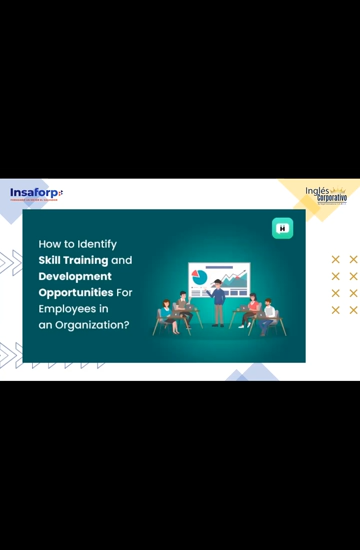 Insaforp
Inglés
Corporativo
How to Identify
Skill Training and
Development
Opportunities For
Employees in
an Organization?